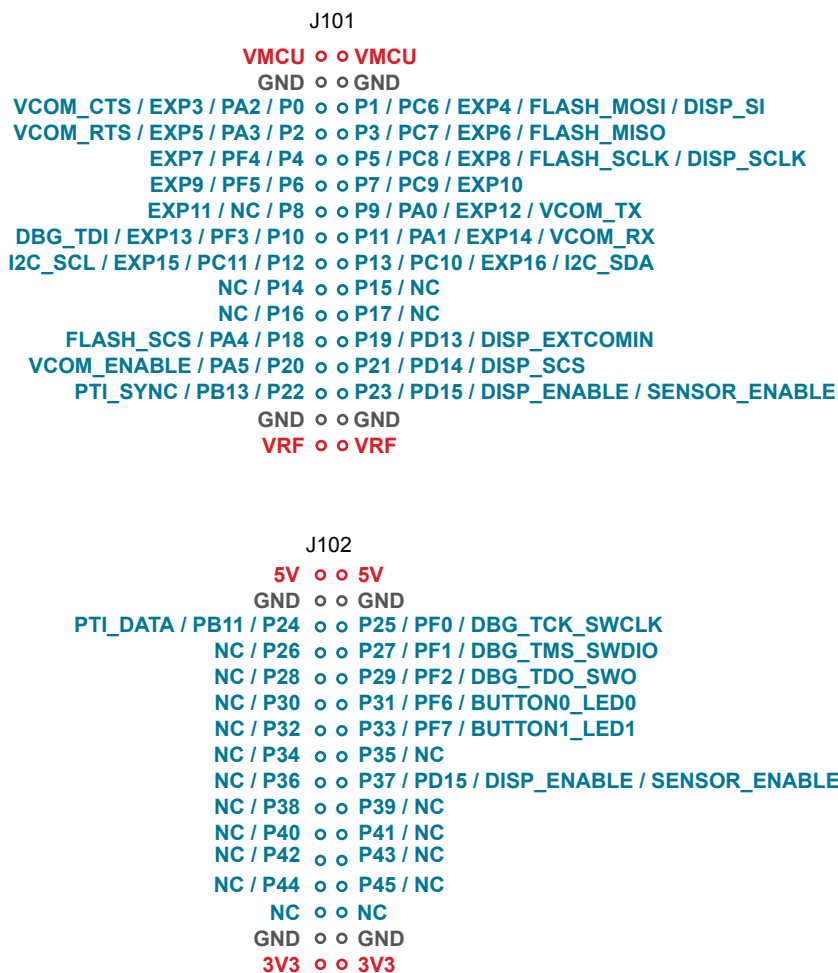 J101
VMCU VMCU
GND GND
VCOM_CTS / EXP3 / PA2 / P0 P1 / PC6 / EXP4 / FLASH_MOSI / DISP_SI
VCOM_RTS / EXP5 / PA3 / P2 P3 / PC7 / EXP6 / FLASH_MISO
EXP7 / PF4 / P4 P5 / PC8 / EXP8 / FLASH_SCLK / DISP_SCLK
EXP9 / PF5 / P6 P7 / PC9 / EXP10
EXP11 / NC / P8 P9 / PA0 / EXP12 / VCOM_TX
DBG_TDI / EXP13 / PF3 / P10 P11 / PA1 / EXP14 / VCOM_RX
I2C_SCL / EXP15 / PC11 / P12 P13 / PC10 / EXP16 / I2C_SDA
NC / P14 P15 / NC
NC / P16 P17 / NC
FLASH_SCS / PA4 / P18 P19 / PD13 / DISP_EXTCOMIN
VCOM_ENABLE / PA5 / P20 P21 / PD14 / DISP_SCS
PTI_SYNC / PB13 / P22 P23 / PD15 / DISP_ENABLE / SENSOR_ENABLE
GND GND
VRF VRF
J102
5V 5V
GND GND
PTI_DATA / PB11 / P24 P25 / PF0 / DBG_TCK_SWCLK
NC / P26 P27 / PF1 / DBG_TMS_SWDIO
NC / P28 P29 / PF2 / DBG_TDO_SWO
NC / P30 P31 / PF6 / BUTTON0_LED0
NC / P32 P33 / PF7 / BUTTON1_LED1
NC / P34 P35 / NC
NC / P36 P37 / PD15 / DISP_ENABLE / SENSOR_ENABLE
NC / P38 P39 / NC
NC / P40 P41 / NC
NC / P42 P43 / NC
NC / P44 P45 / NC
NC NC
GND GND
3V3 3V3